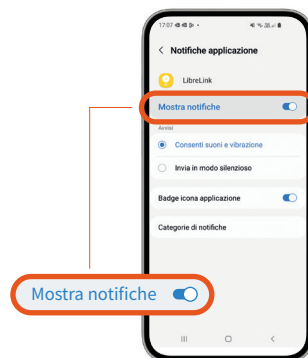 17:07
Notifiche applicazione
LibreLink
Mostra notifiche
Avvisi
Consenti suoni e vibrazione
Invia in modo silenzioso
Badge icona applicazione
Categorie di notifiche
Mostra notifiche